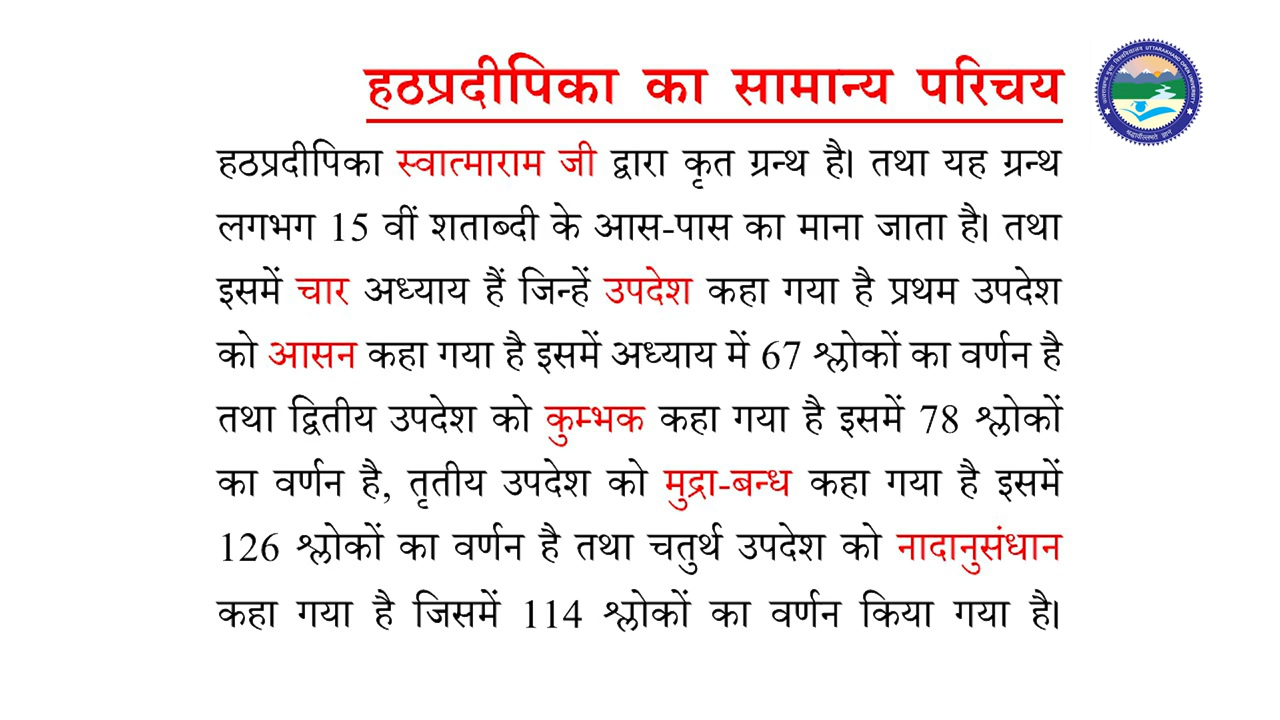 हठप्रदीपिका का सामान्य परिचय
UTTARAKHAND OPEN UNIVERSITY
हठप्रदीपिका स्वात्माराम जी द्वारा कृत ग्रन्थ है। तथा यह ग्रन्थ
लगभग 15 वीं शताब्दी के आस-पास का माना जाता है। तथा
इसमें चार अध्याय हैं जिन्हें उपदेश कहा गया है प्रथम उपदेश
को आसन कहा गया है इसमें अध्याय में 67 श्लोकों का वर्णन है
तथा द्वितीय उपदेश को कुम्भक कहा गया है इसमें 78 श्लोकों
का वर्णन है, तृतीय उपदेश को मुद्रा-बन्ध कहा गया है इसमें
126 श्लोकों का वर्णन है तथा चतुर्थ उपदेश को नादानुसंधान
कहा गया है जिसमें 114 श्लोकों का वर्णन किया गया है।